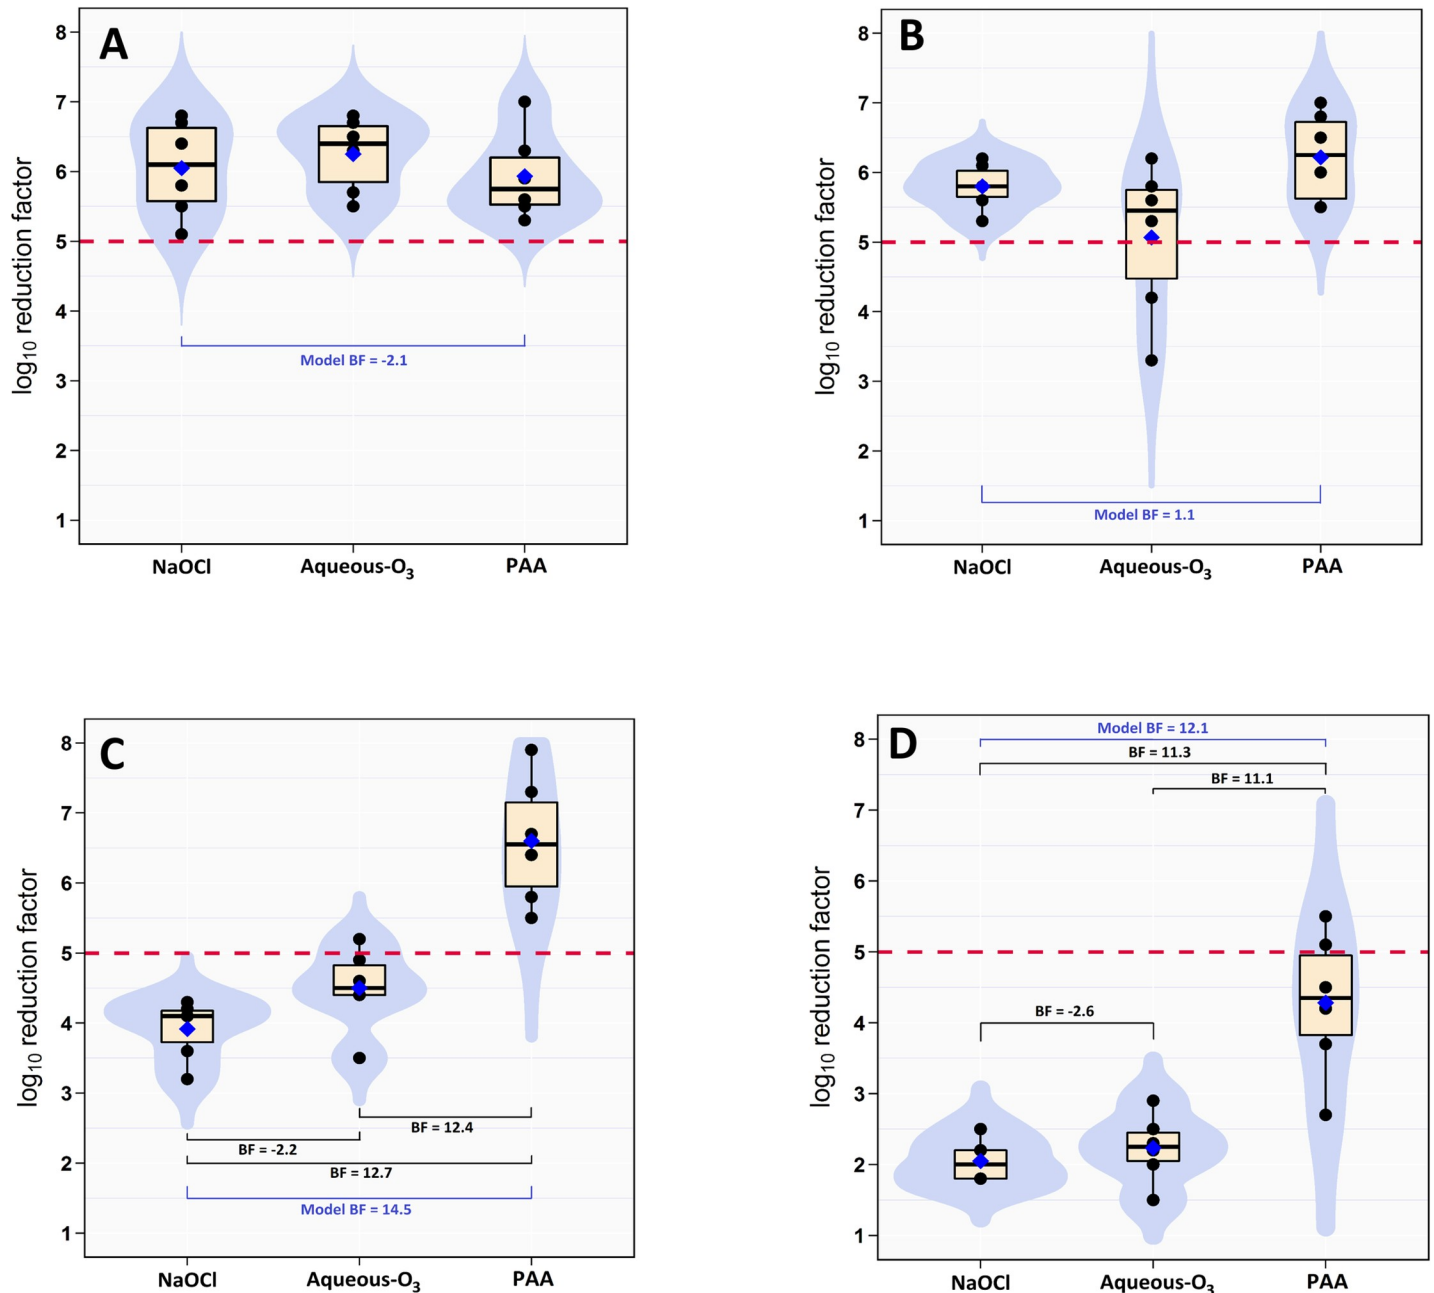 A
log10 reduction factor
8
7
6
5
4
3
2
1
Model BF = -2.1
NaOCl
Aqueous-O3
PAA
B
log10 reduction factor
8
7
6
5
4
3
2
1
Model BF = 1.1
NaOCl
Aqueous-O3
PAA
C
log10 reduction factor
8
7
6
5
4
3
2
1
BF = 12.4
BF = -2.2
BF = 12.7
Model BF = 14.5
NaOCl
Aqueous-O3
PAA
D
log10 reduction factor
8
7
6
5
4
3
2
1
Model BF = 12.1
BF = 11.3
BF = 11.1
BF = -2.6
NaOCl
Aqueous-O3
PAA